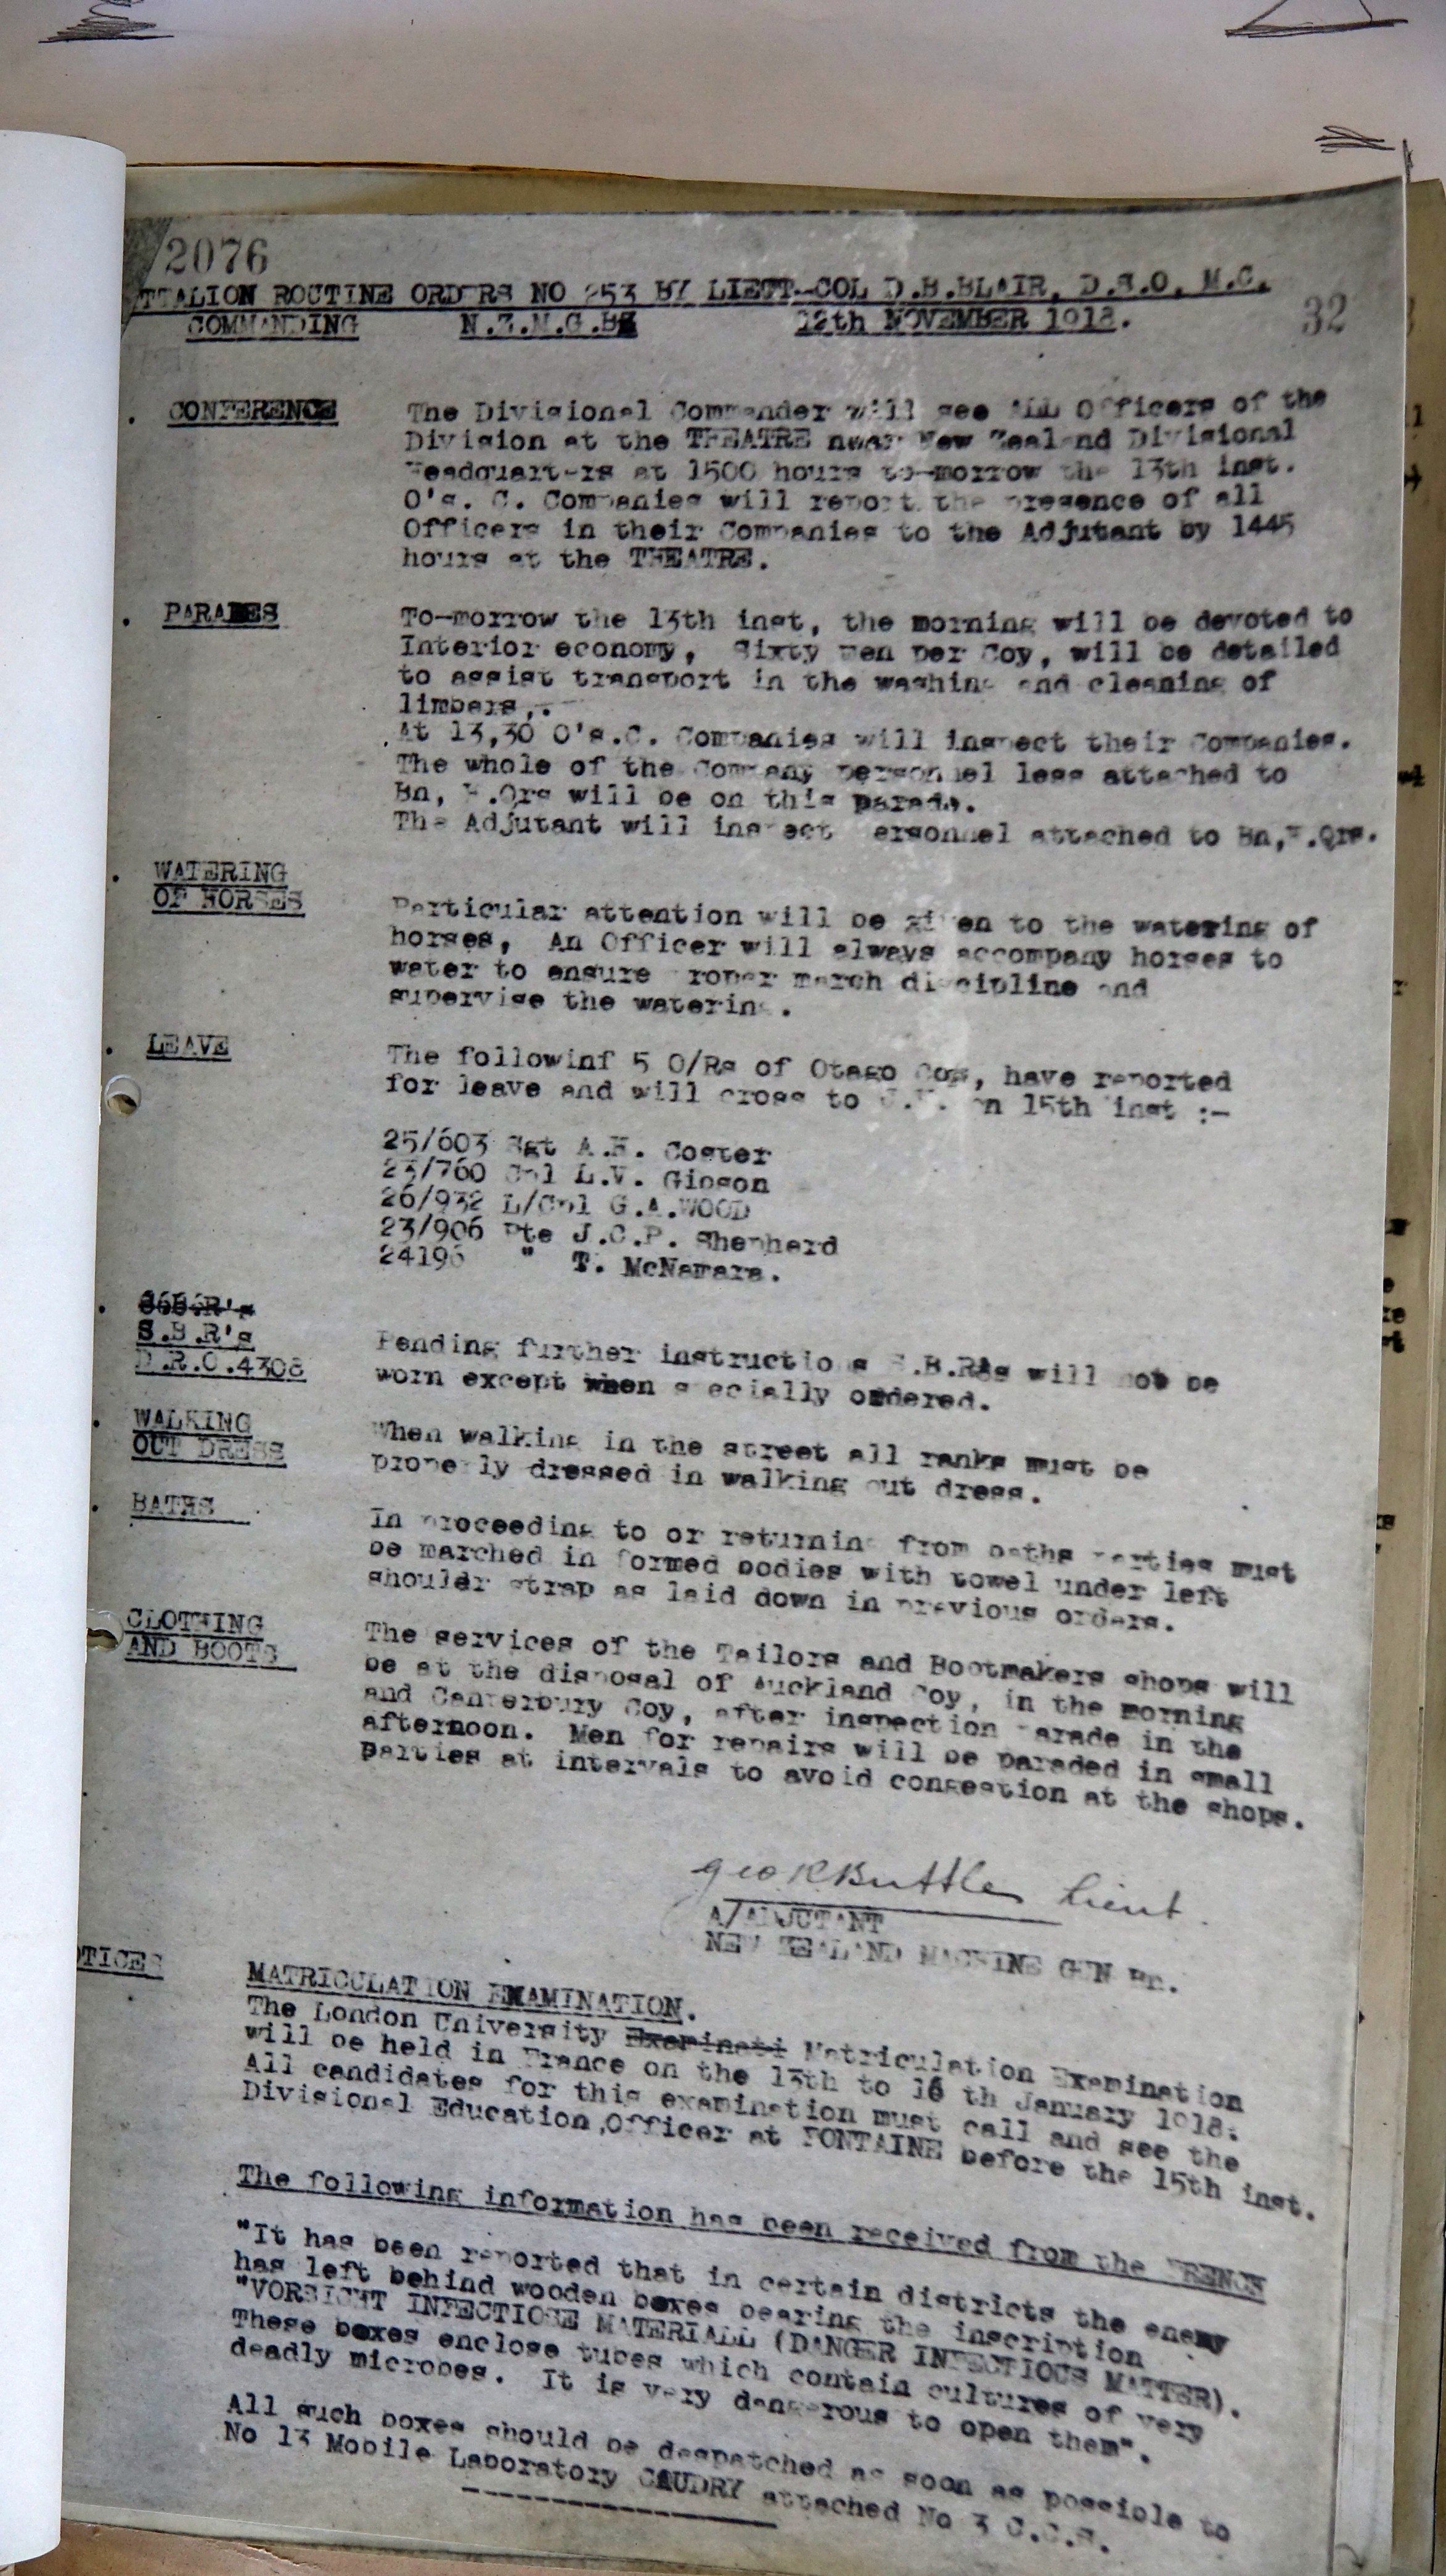 2076
TTALION ROUTINE ORDERS NO 253 BY LIEUT-COL D.B.BLAIR, D.S.O, M.C,
COMMANDING N.Z.M.G.BN 12th NOVEMBER 1918.
32
CONFERENCE
The Divisional Commander will see ALL Officers of the
Division at the THEATRE near New Zealand Divisional
Headquarters at 1500 hours to-morrow the 13th inst.
O's. C. Companies will report the presence of all
Officers in their Companies to the Adjutant by 1445
hours at the THEATRE.
PARADES
To-morrow the 13th inst, the morning will be devoted to
Interior economy, Sixty men per Coy, will be detailed
to assist transport in the washing and cleaning of
limbers,.
At 13,30 O's.C. Companies will inspect their Companies.
The whole of the Company personnel less attached to
Bn, H.Qrs will be on this parade.
The Adjutant will inspect personnel attached to Bn,H.Qrs.
WATERING
OF HORSES
Particular attention will be given to the watering of
horses, An Officer will always accompany horses to
water to ensure proper march discipline and
supervise the watering.
LEAVE
The followinf 5 O/Rs of Otago Coy, have reported
for leave and will cross to U.K. on 15th inst :-
25/603 Sgt A.H. Coster
23/760 Cpl L.V. Gibson
26/932 L/Cpl G.A.WOOD
23/906 Pte J.C.P. Shepherd
24196 " T. McNamara.
S.B.R's
S.B.R's
D.R.O.4308
Pending further instructions S.B.R's will not be
worn except when specially ordered.
WALKING
OUT DRESS
When walking in the street all ranks must be
properly dressed in walking out dress.
BATHS
In proceeding to or returning from baths parties must
be marched in formed bodies with towel under left
shouldr strap as laid down in previous orders.
CLOTHING
AND BOOTS
The services of the Tailors and Bootmakers shops will
be at the disposal of Auckland Coy, in the morning
and Canterbury Coy, after inspection parade in the
afternoon. Men for repairs will be paraded in small
parties at intervals to avoid congestion at the shops.
Geo R Buttle Lieut.
A/ADJUTANT
NEW ZEALAND MACHINE GUN Bn.
OTICES
MATRICULATION EXAMINATION.
The London University Examinati Matriculation Examination
will be held in France on the 13th to 16 th January 1918.
All candidates for this examination must call and see the
Divisional Education,Officer at FONTAINE before the 15th inst.
The following information has been received from the FRENCH
"It has been reported that in certain districts the enemy
has left behind wooden boxes bearing the inscription
"VORSICHT INFECTIOSE MATERIALL (DANGER INFECTIOUS MATTER).
These boxes enclose tubes which contain cultures of very
deadly microbes. It is very dangerous to open them".
All such boxes should be despatched as soon as possible to
No 13 Mobile Laboratory CAUDRY attached No 3 C.C.S.